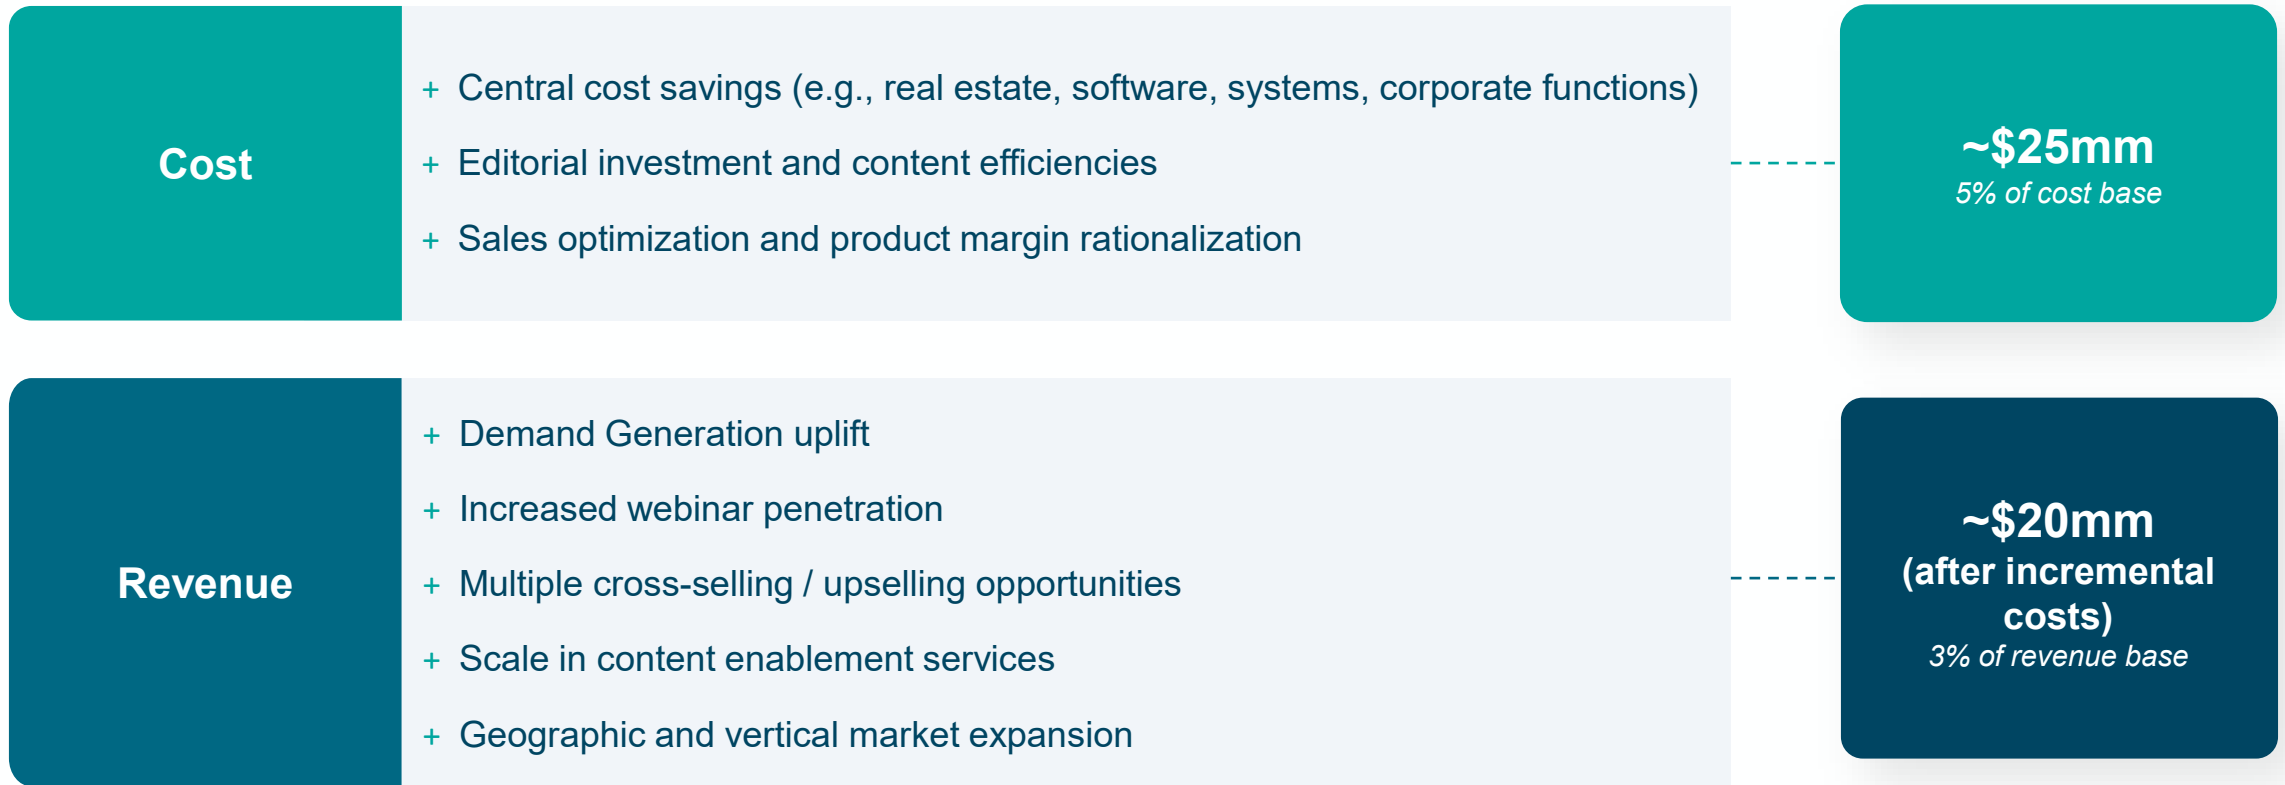 Cost
+ Central cost savings (e.g., real estate, software, systems, corporate functions)
+ Editorial investment and content efficiencies
+ Sales optimization and product margin rationalization
~$25mm
5% of cost base
Revenue
+ Demand Generation uplift
+ Increased webinar penetration
+ Multiple cross-selling / upselling opportunities
+ Scale in content enablement services
+ Geographic and vertical market expansion
~$20mm
(after incremental
costs)
3% of revenue base